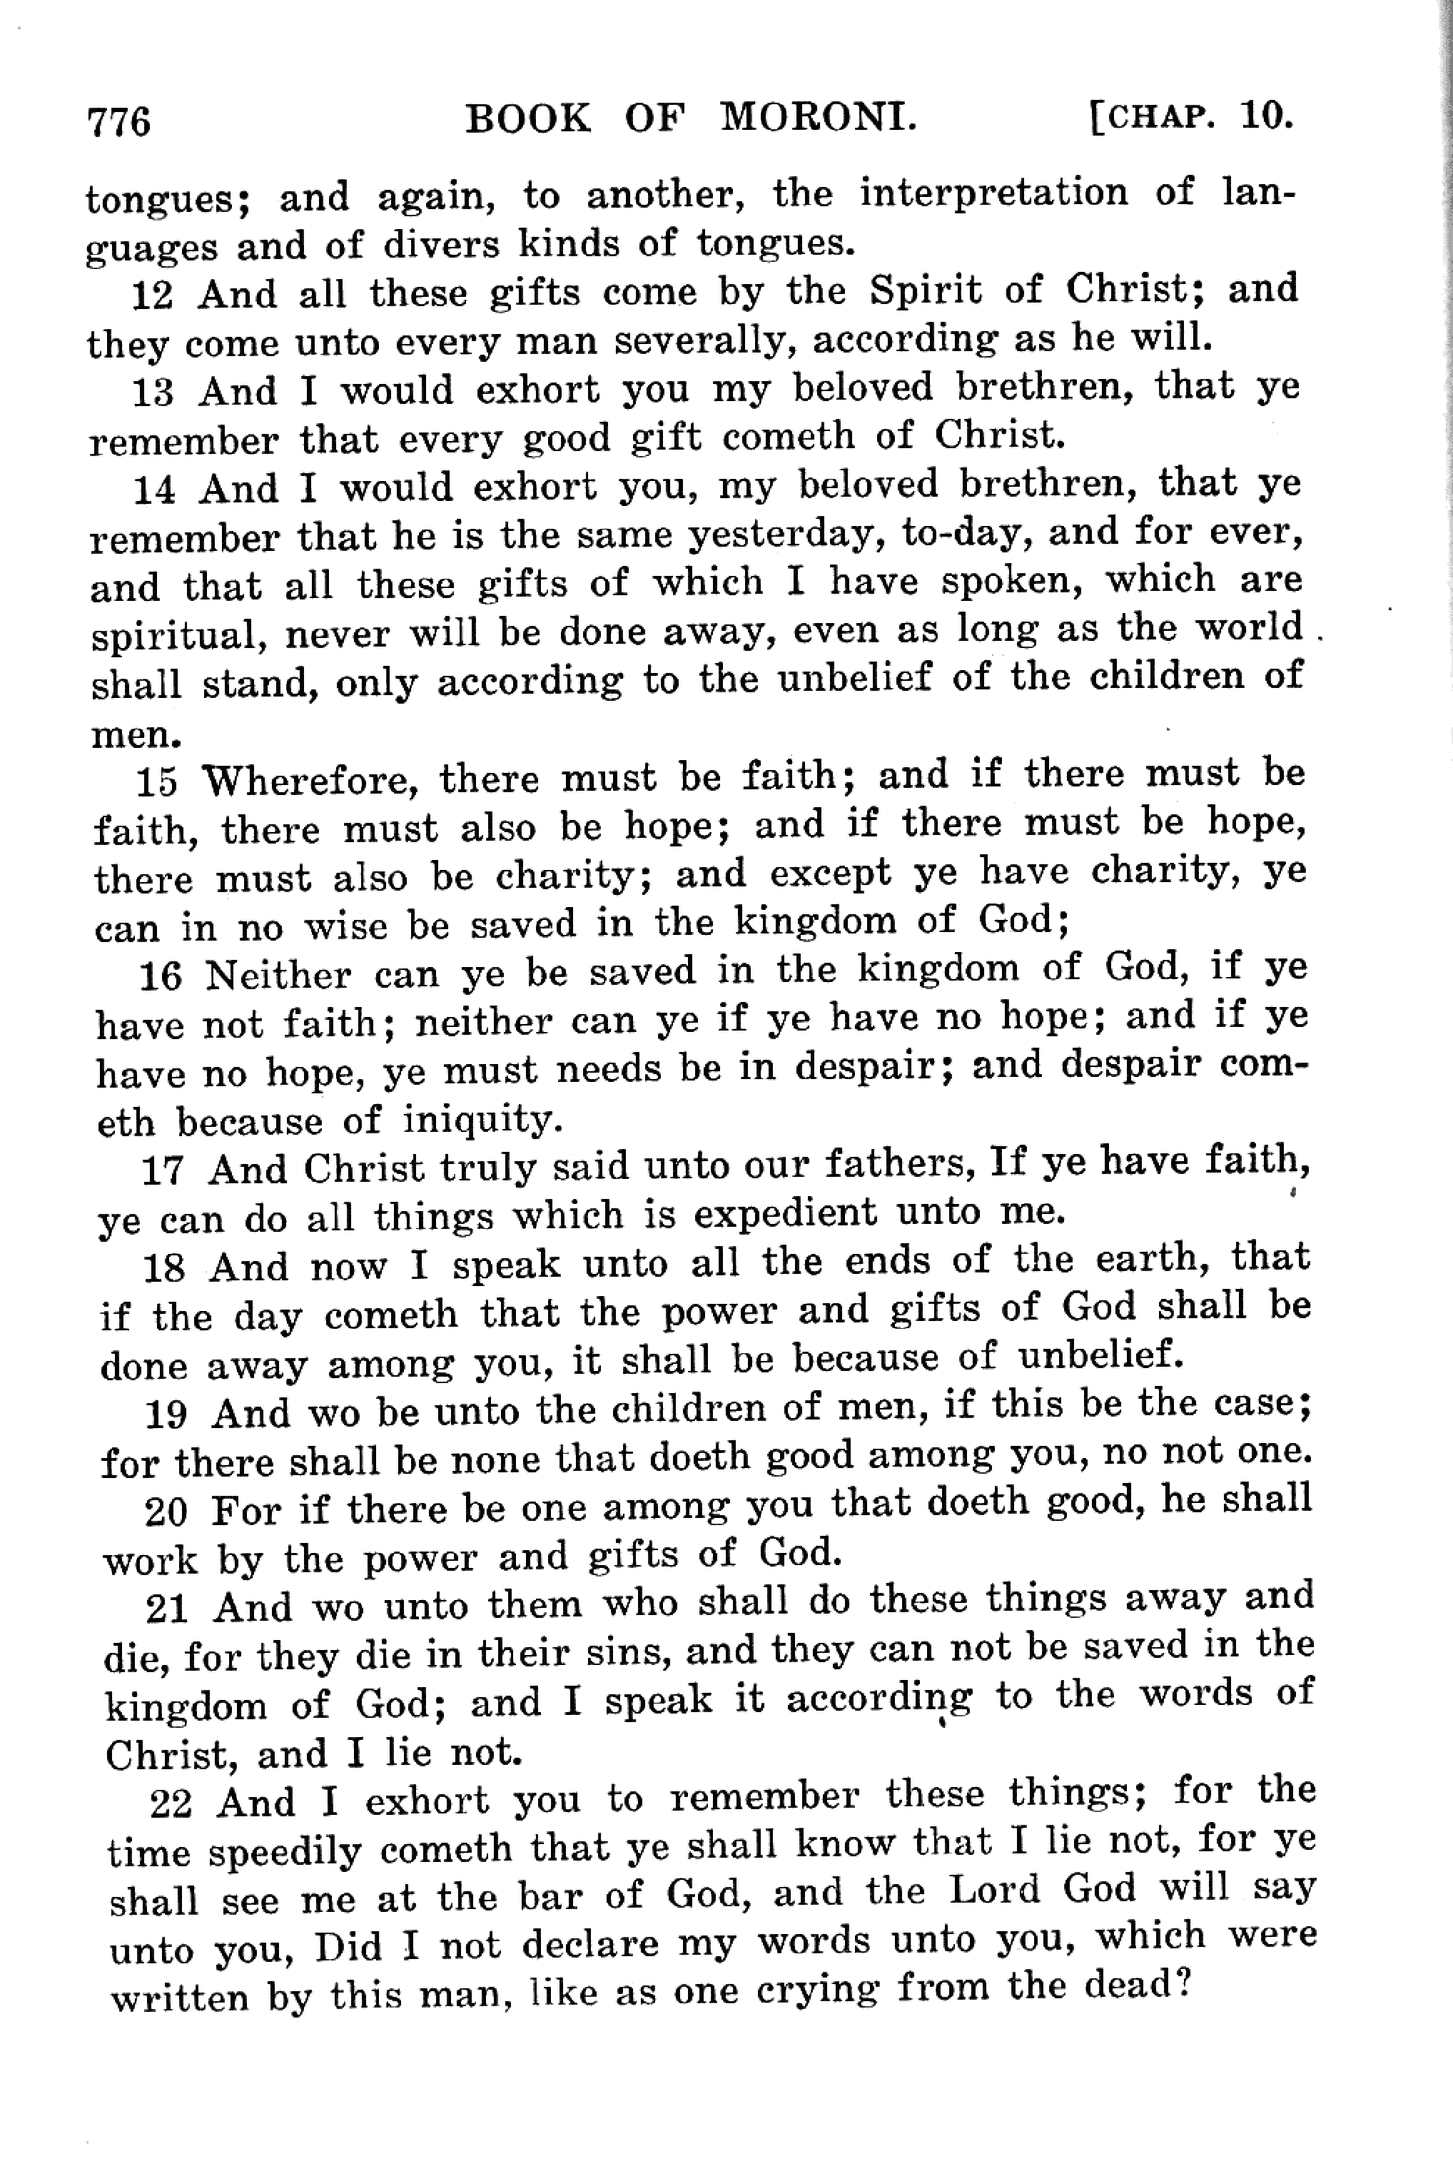 776 BOOK OF MORONI. [CHAP. 10.
tongues; and again, to another, the interpretation of lan-
guages and of divers kinds of tongues.
12 And all these gifts come by the Spirit of Christ; and
they come unto every man severally, according as he will.
13 And I would exhort you my beloved brethren, that ye
remember that every good gift cometh of Christ.
14 And I would exhort you, my beloved brethren, that ye
remember that he is the same yesterday, to-day, and for ever,
and that all these gifts of which I have spoken, which are
spiritual, never will be done away, even as long as the world
shall stand, only according to the unbelief of the children of
men.
15 Wherefore, there must be faith; and if there must be
faith, there must also be hope; and if there must be hope,
there must also be charity; and except ye have charity, ye
can in no wise be saved in the kingdom of God;
16 Neither can ye be saved in the kingdom of God, if ye
have not faith; neither can ye if ye have no hope; and if ye
have no hope, ye must needs be in despair; and despair com-
eth because of iniquity.
17 And Christ truly said unto our fathers, If ye have faith,
ye can do all things which is expedient unto me.
18 And now I speak unto all the ends of the earth, that
if the day cometh that the power and gifts of God shall be
done away among you, it shall be because of unbelief.
19 And wo be unto the children of men, if this be the case;
for there shall be none that doeth good among you, no not one.
20 For if there be one among you that doeth good, he shall
work by the power and gifts of God.
21 And wo unto them who shall do these things away and
die, for they die in their sins, and they can not be saved in the
kingdom of God; and I speak it according to the words of
Christ, and I lie not.
22 And I exhort you to remember these things; for the
time speedily cometh that ye shall know that I lie not, for ye
shall see me at the bar of God, and the Lord God will say
unto you, Did I not declare my words unto you, which were
written by this man, like as one crying from the dead?